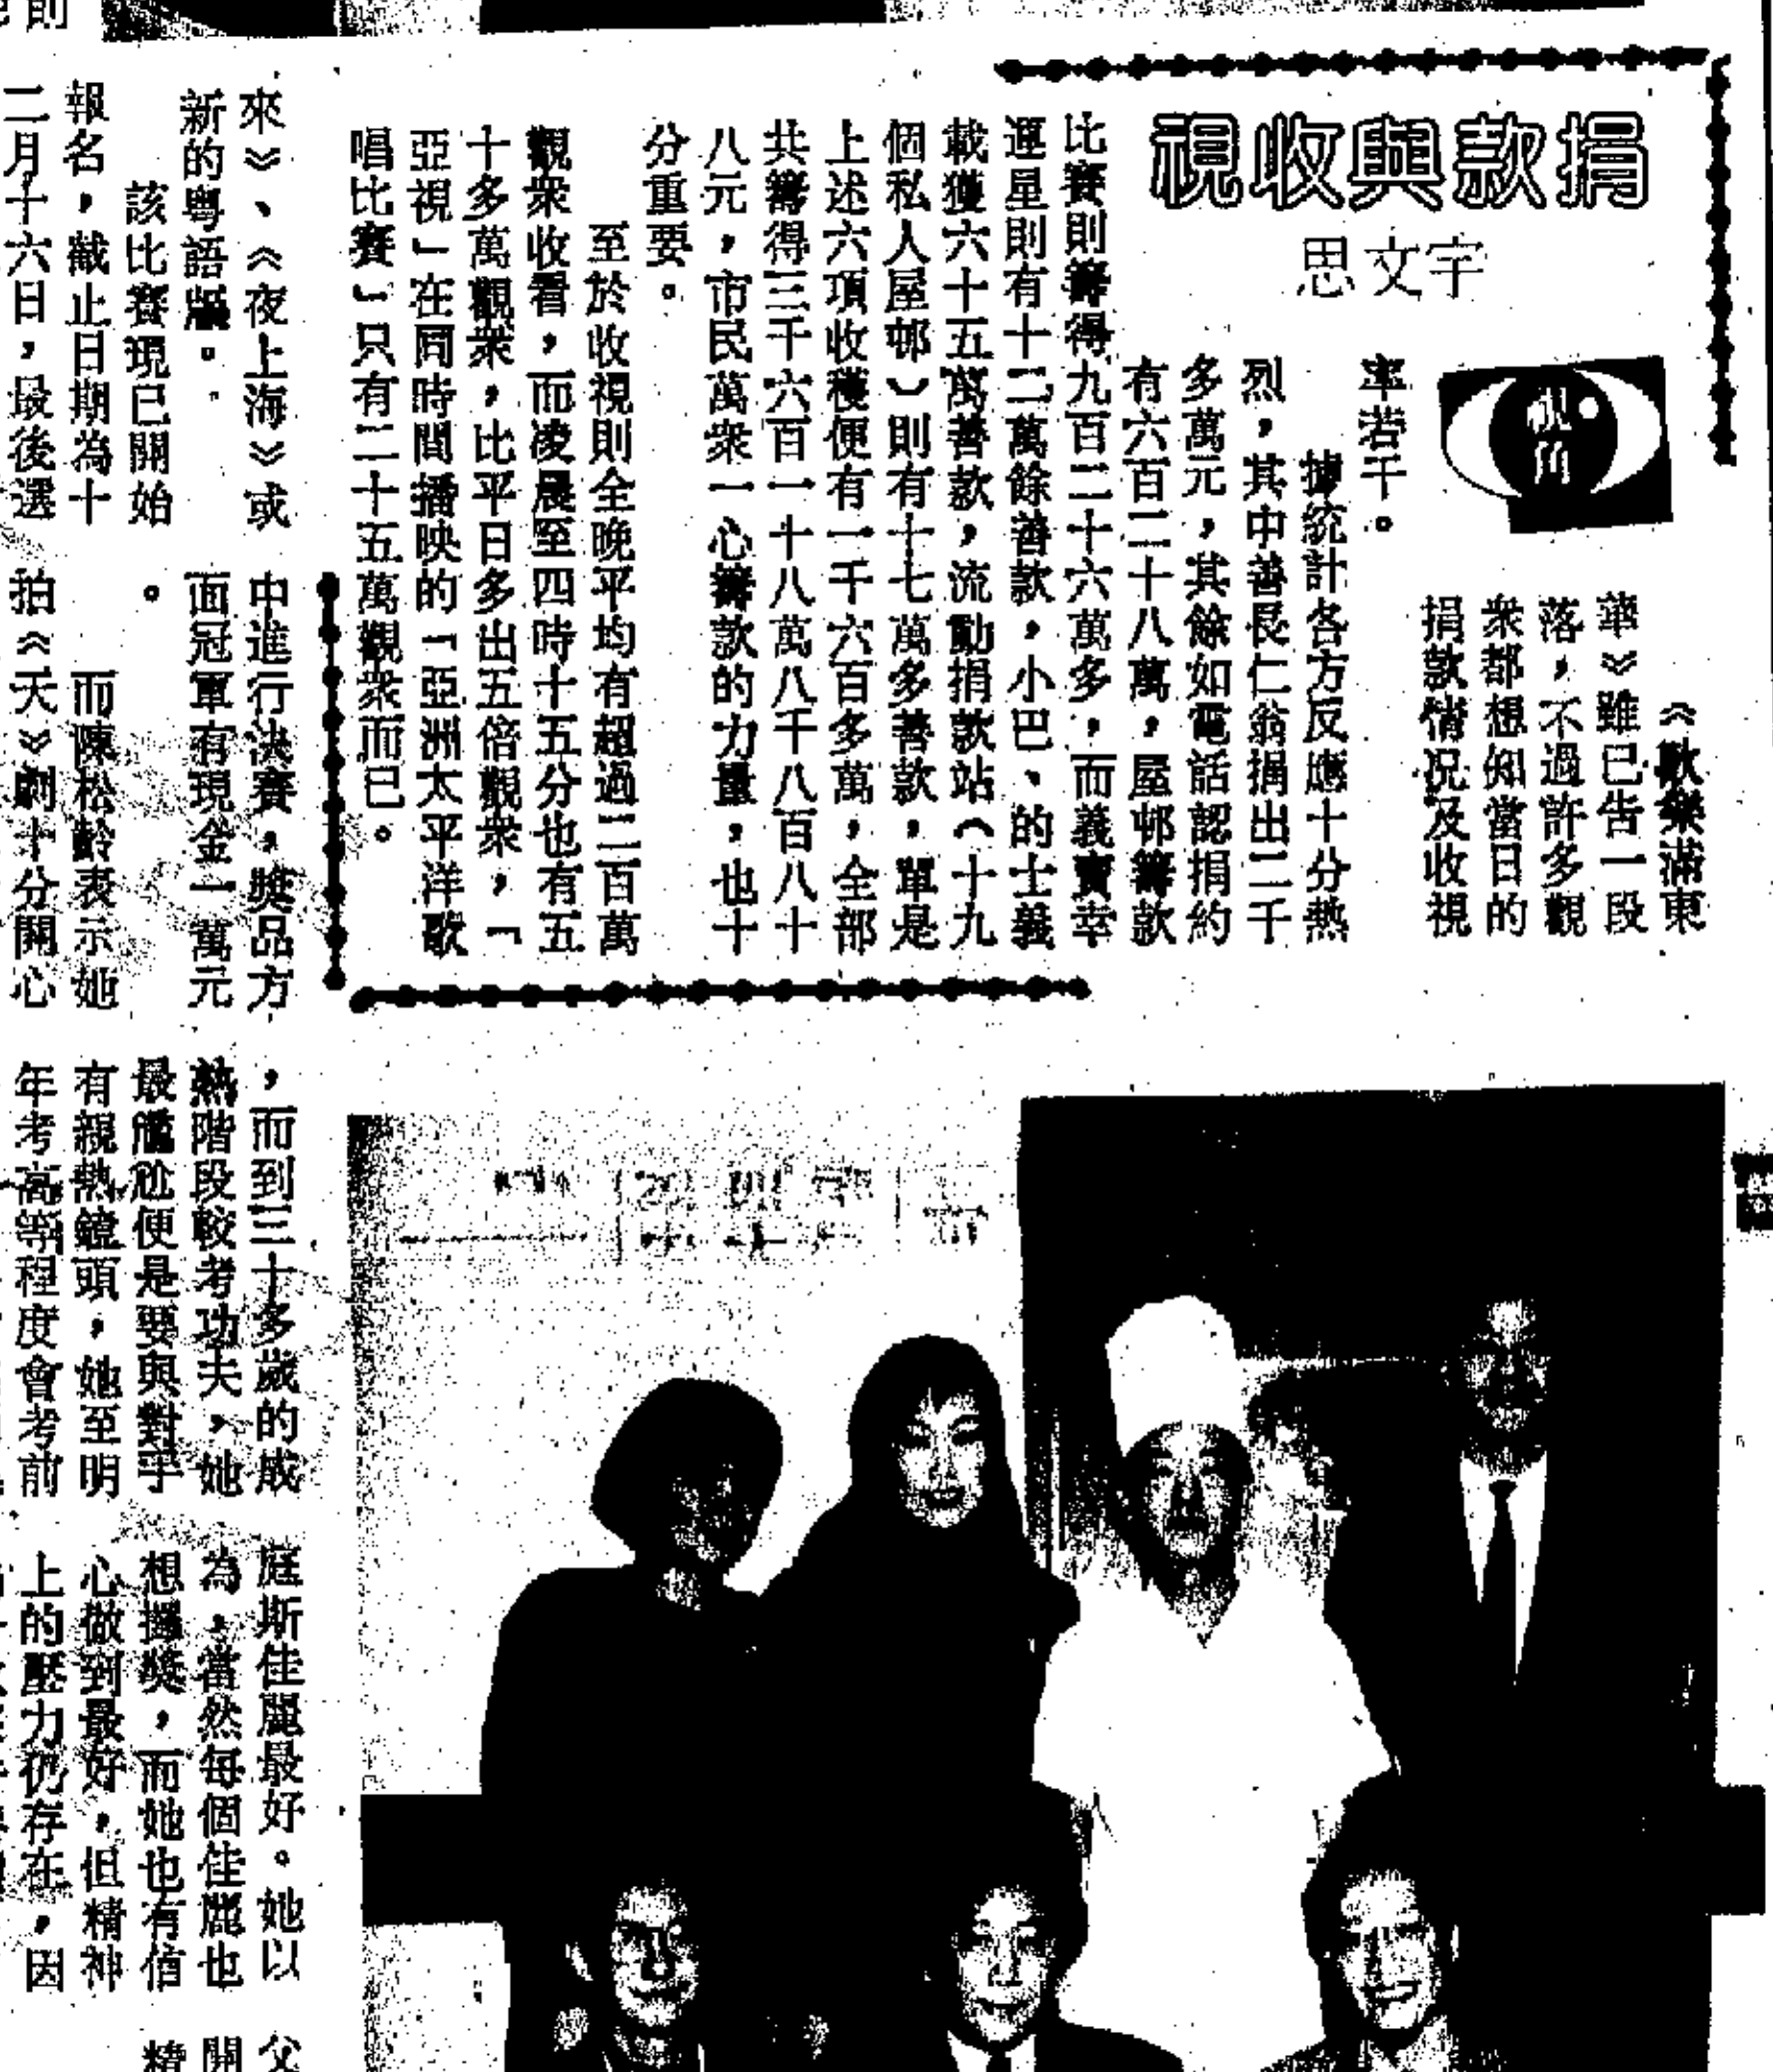 捐款與收視
思文宇
視角
《歡樂滿東
華》雖已告一段
落，不過許多觀
衆都想知當日的
捐款情況及收視
率若干。
據統計各方反應十分熱
烈，其中善長仁翁捐出二千
多萬元，其餘如電話認捐約
有六百二十八萬，屋邨籌款
比賽則籌得九百二十六萬多，而義賣幸
運星則有十二萬餘善款，小巴、的士義
載獲六十五萬善款，流動捐款站（十九
個私人屋邨）則有十七萬多善款，單是
上述六項收穫便有一千六百多萬，全部
共籌得三千六百一十八萬八千八百八十
八元，市民萬衆一心籌款的力量，也十
分重要。
至於收視則全晚平均有超過二百萬
觀衆收看，而凌晨至四時十五分也有五
十多萬觀衆，比平日多出五倍觀衆，「
亞視」在同時間播映的「亞洲太平洋歌
唱比賽」只有二十五萬觀衆而已。
來》、《夜上海》或
新的粵語版。
該比賽現已開始
報名，截止日期為十
二月十六日，最後選
中進行決賽，獎品方
面冠軍有現金一萬元
。
而陳松齡表示她
拍《天》劇十分開心
，而到三十多歲的成
熟階段較考功夫，她
最尷尬便是要與對手
有親熱鏡頭，她至明
年考高等程度會考前
庭斯佳麗最好。她以
為，當然每個佳麗也
想攞獎，而她也有信
心做到最好，但精神
上的壓力仍存在，因
父
開
精